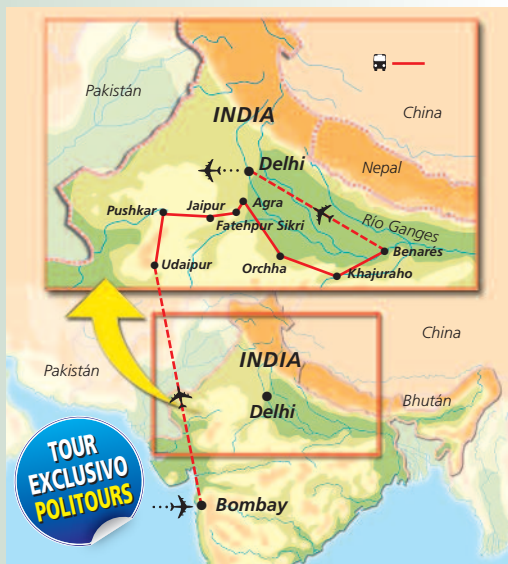 Pakistán
INDIA
China
Delhi
Nepal
Pushkar
Jaipur
Agra
Fatehpur Sikri
Río Ganges
Benarés
Udaipur
Orchha
Khajuraho
INDIA
China
Pakistán
Delhi
Bhután
TOUR
EXCLUSIVO
POLITOURS
Bombay